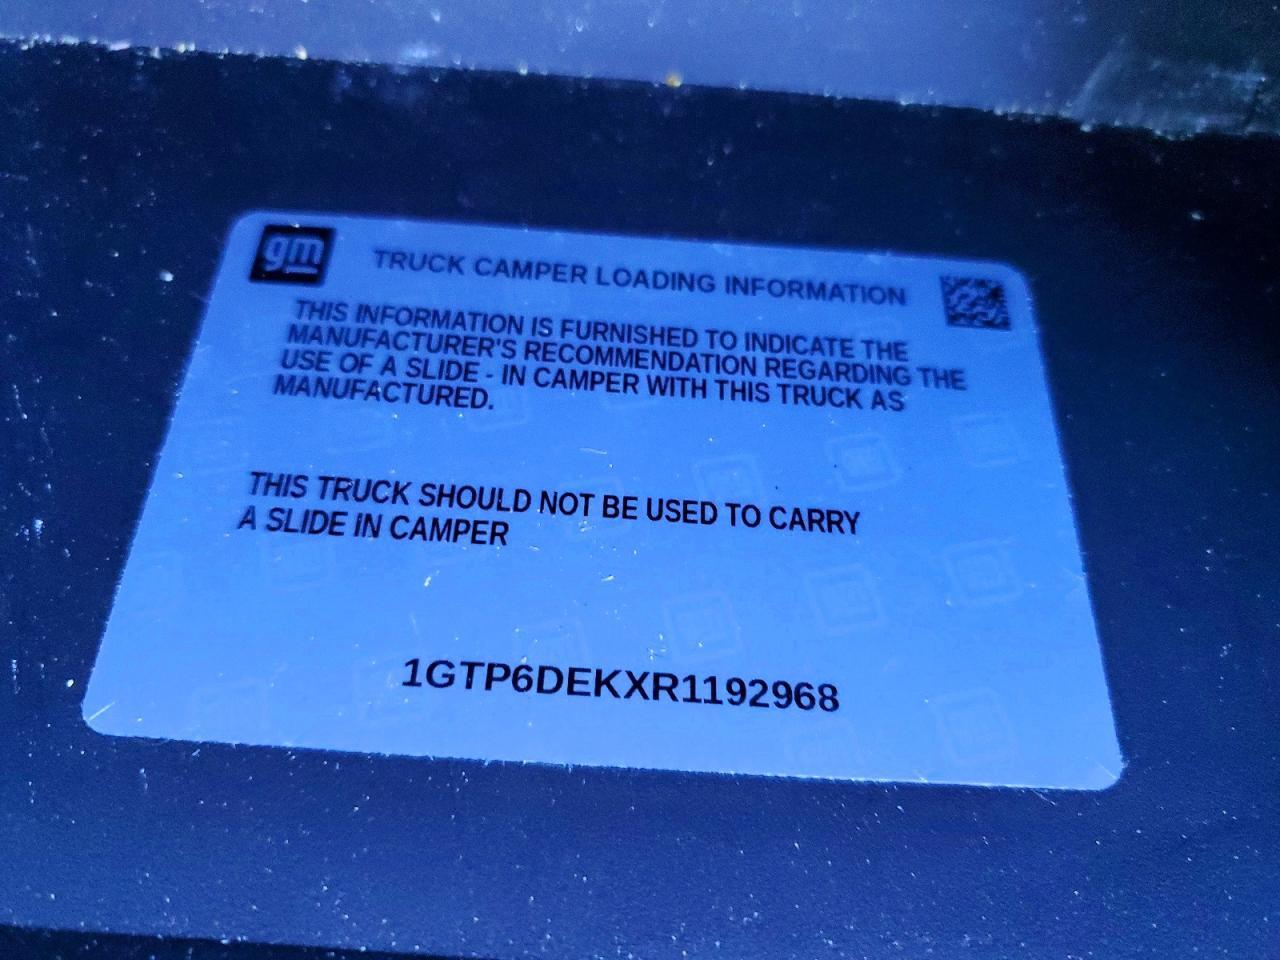 gm
TRUCK CAMPER LOADING INFORMATION
THIS INFORMATION IS FURNISHED TO INDICATE THE
MANUFACTURER'S RECOMMENDATION REGARDING THE
USE OF A SLIDE - IN CAMPER WITH THIS TRUCK AS
MANUFACTURED.
THIS TRUCK SHOULD NOT BE USED TO CARRY
A SLIDE IN CAMPER
1GTP6DEKXR1192968